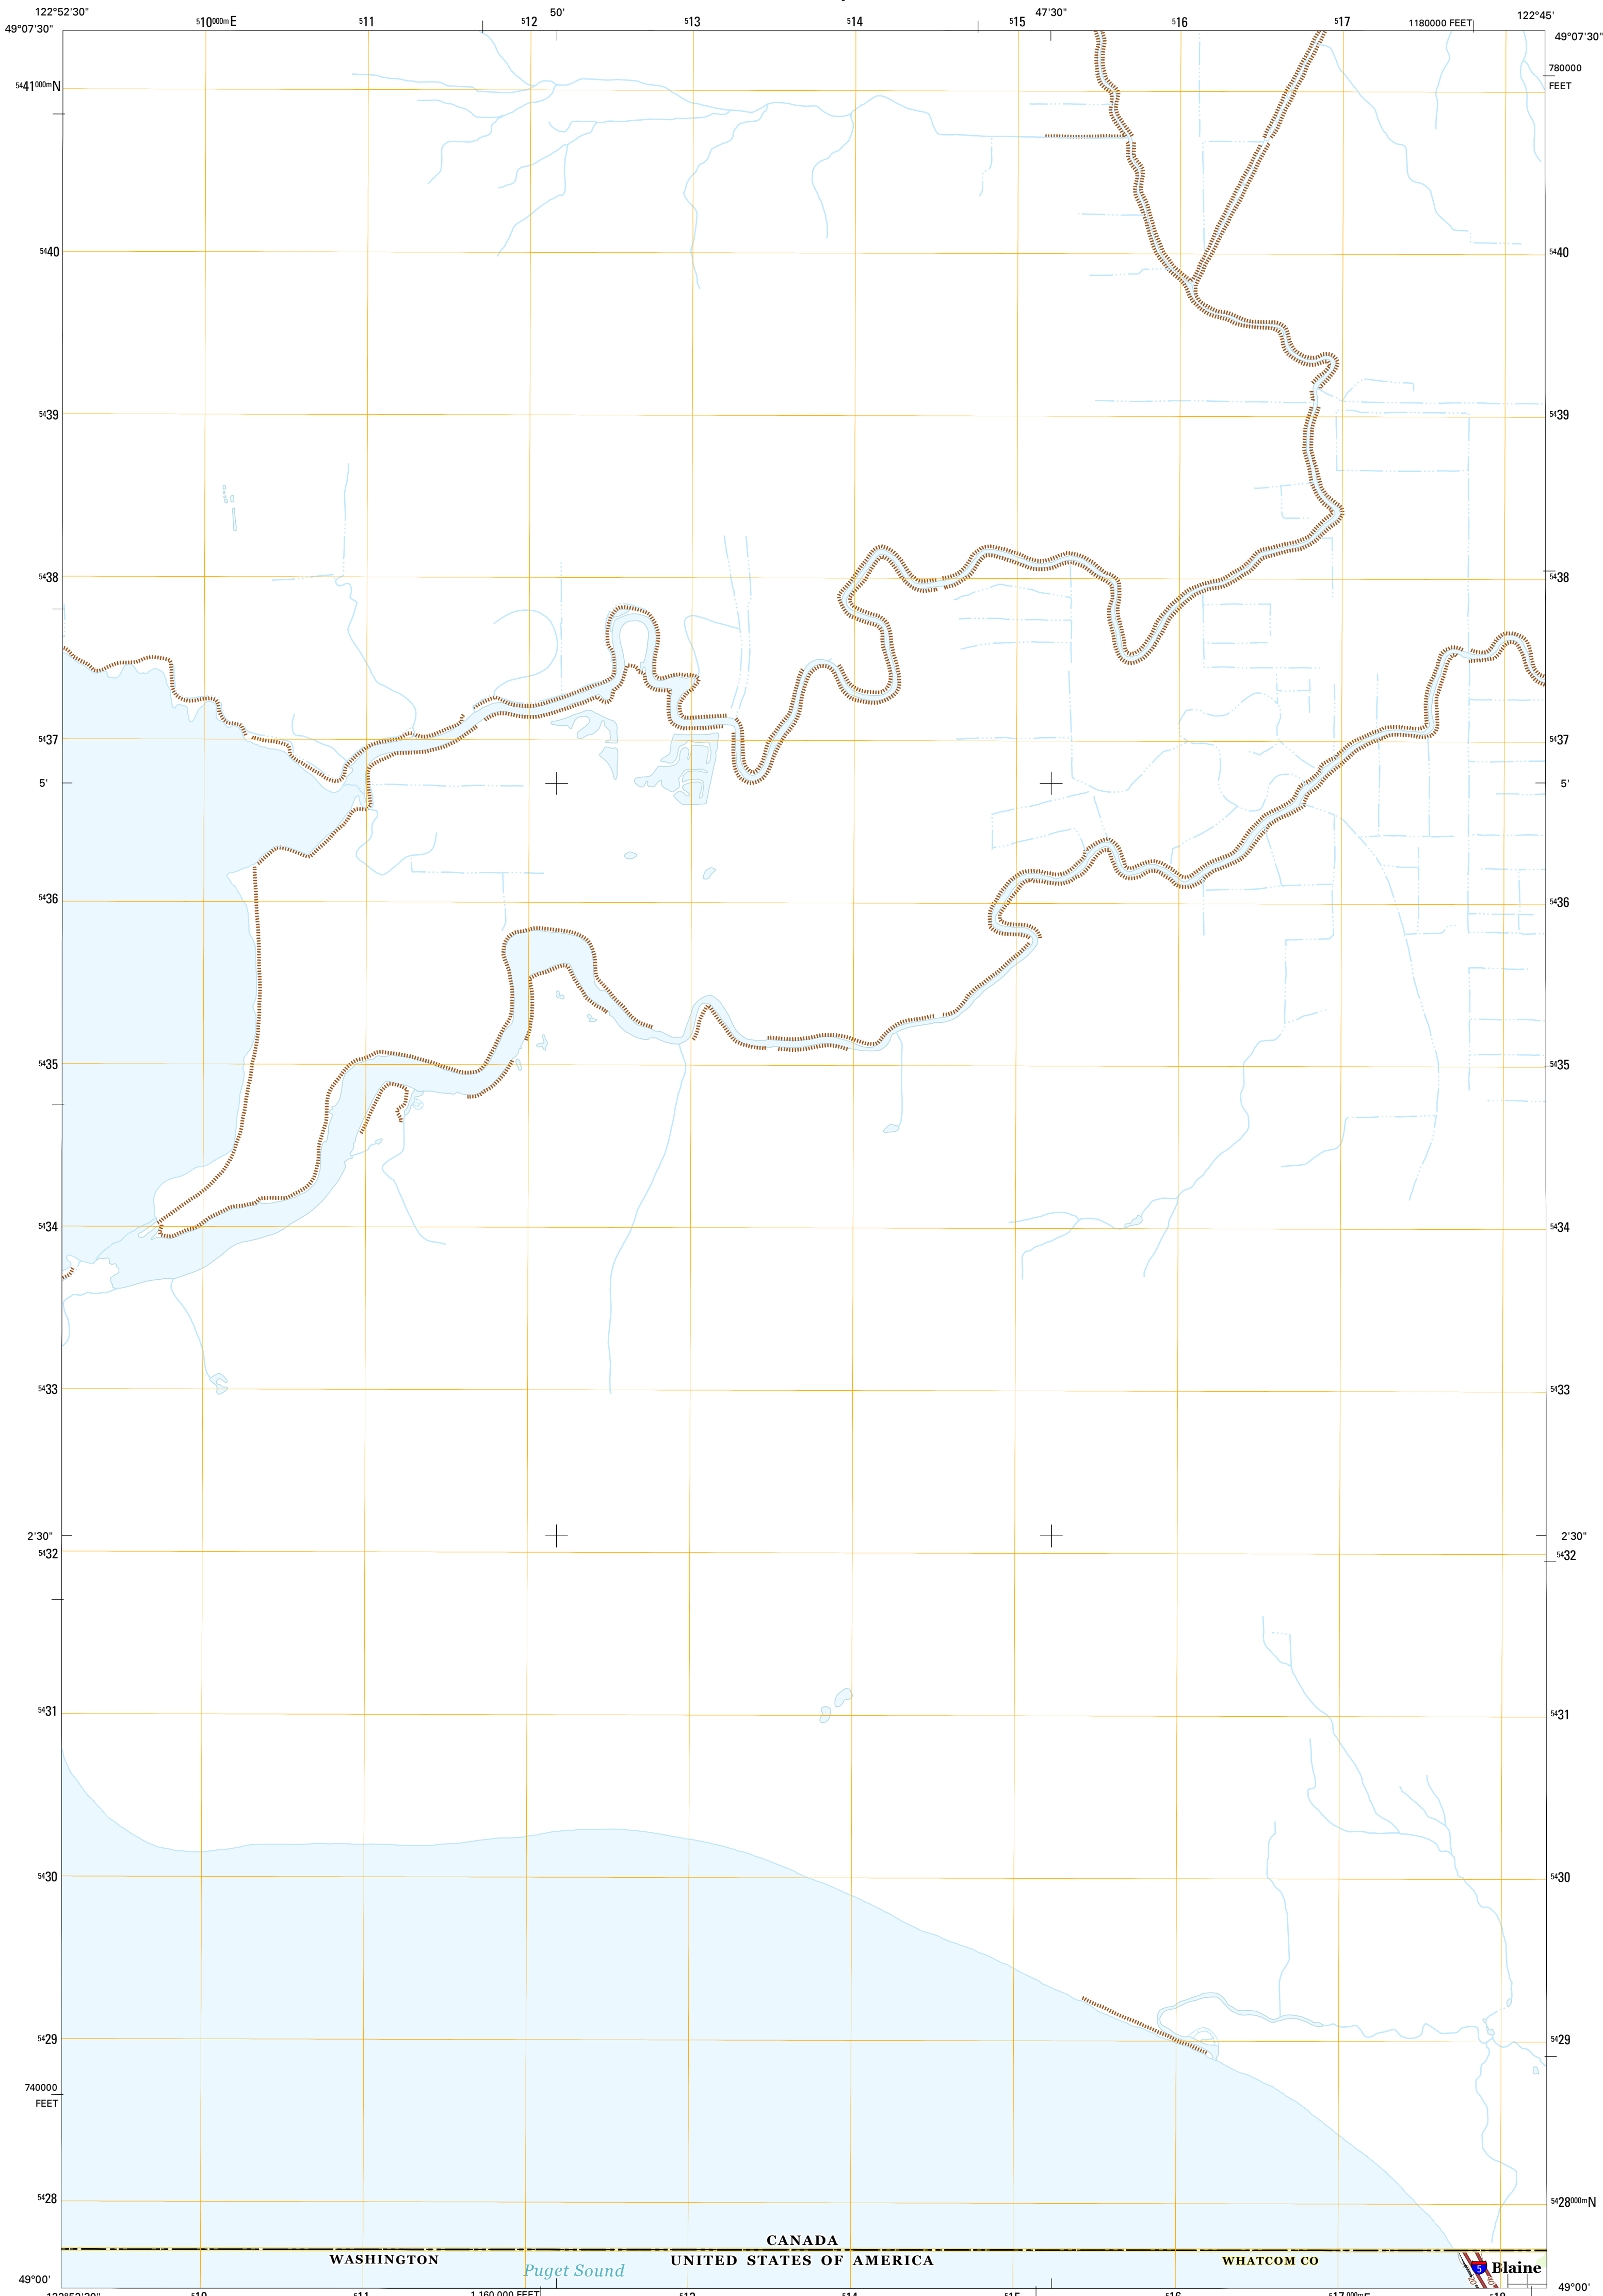 122°52'30" 510000mE 511 512 50' 513 514 515 47'30" 516 517 1180000 FEET 122°45'
49°07'30" 49°07'30"
5441000mN 780000
FEET
5440 5440
5439 5439
5438 5438
5437 5437
5' 5'
5436 5436
5435 5435
5434 5434
5433 5433
2'30" 2'30"
5432 5432
5431 5431
5430 5430
5429 5429
740000
FEET
5428 5428000mN
CANADA
WASHINGTON UNITED STATES OF AMERICA WHATCOM CO
Puget Sound 5 Blaine
49°00' 49°00'
1 160 000 FEET